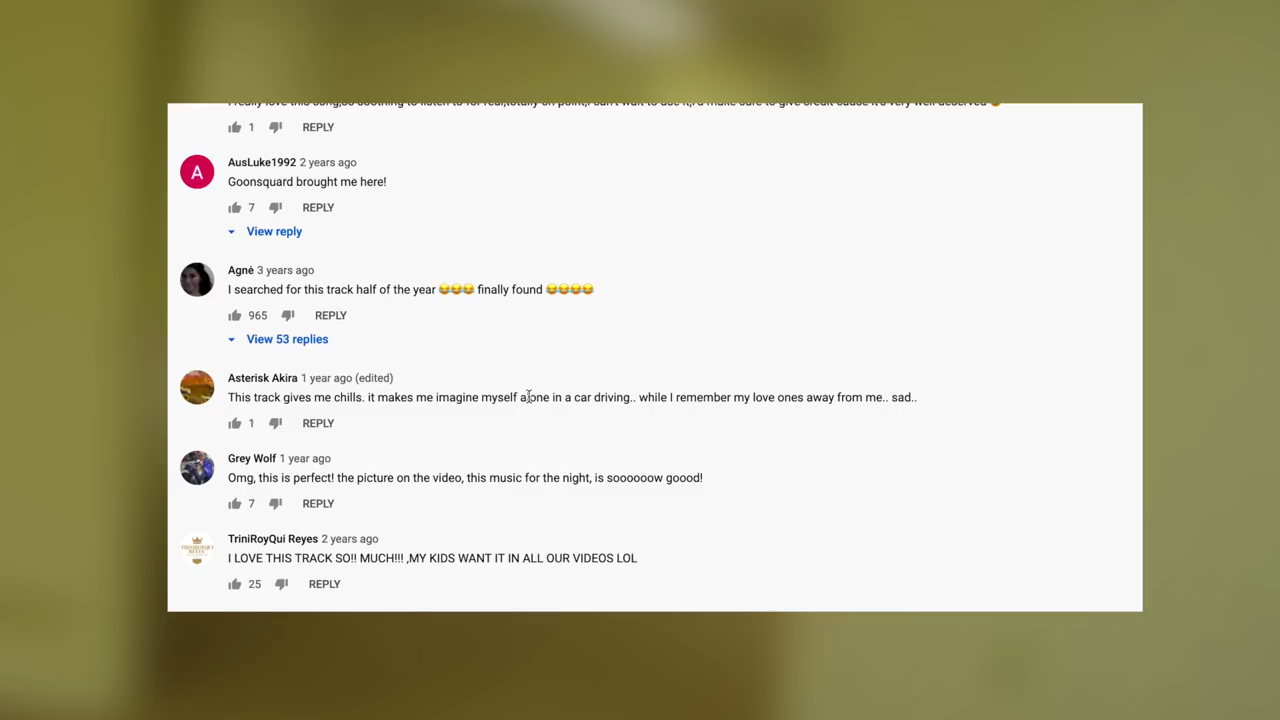 I really love this song,so soothing to listen to for real,totally on point,i can't wait to use it,i'd make sure to give credit cause it's very well deserved
1 REPLY
A AusLuke1992 2 years ago
Goonsquard brought me here!
7 REPLY
View reply
Agnė 3 years ago
I searched for this track half of the year 😂😂😂 finally found 😂😂😂😂
965 REPLY
View 53 replies
Asterisk Akira 1 year ago (edited)
This track gives me chills. it makes me imagine myself alone in a car driving.. while I remember my love ones away from me.. sad..
1 REPLY
Grey Wolf 1 year ago
Omg, this is perfect! the picture on the video, this music for the night, is soooooow goood!
7 REPLY
TriniRoyQui Reyes 2 years ago
I LOVE THIS TRACK SO!! MUCH!!! ,MY KIDS WANT IT IN ALL OUR VIDEOS LOL
25 REPLY